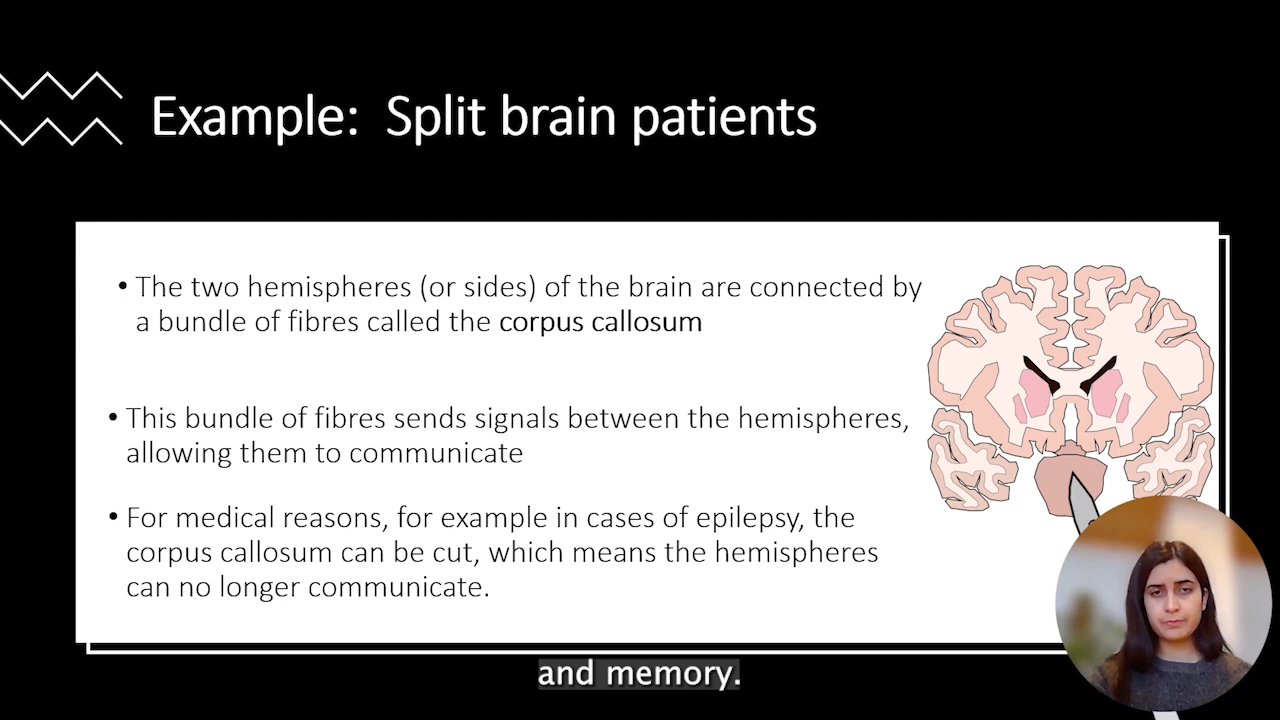 Example: Split brain patients
• The two hemispheres (or sides) of the brain are connected by
a bundle of fibres called the corpus callosum
• This bundle of fibres sends signals between the hemispheres,
allowing them to communicate
• For medical reasons, for example in cases of epilepsy, the
corpus callosum can be cut, which means the hemispheres
can no longer communicate.
and memory.